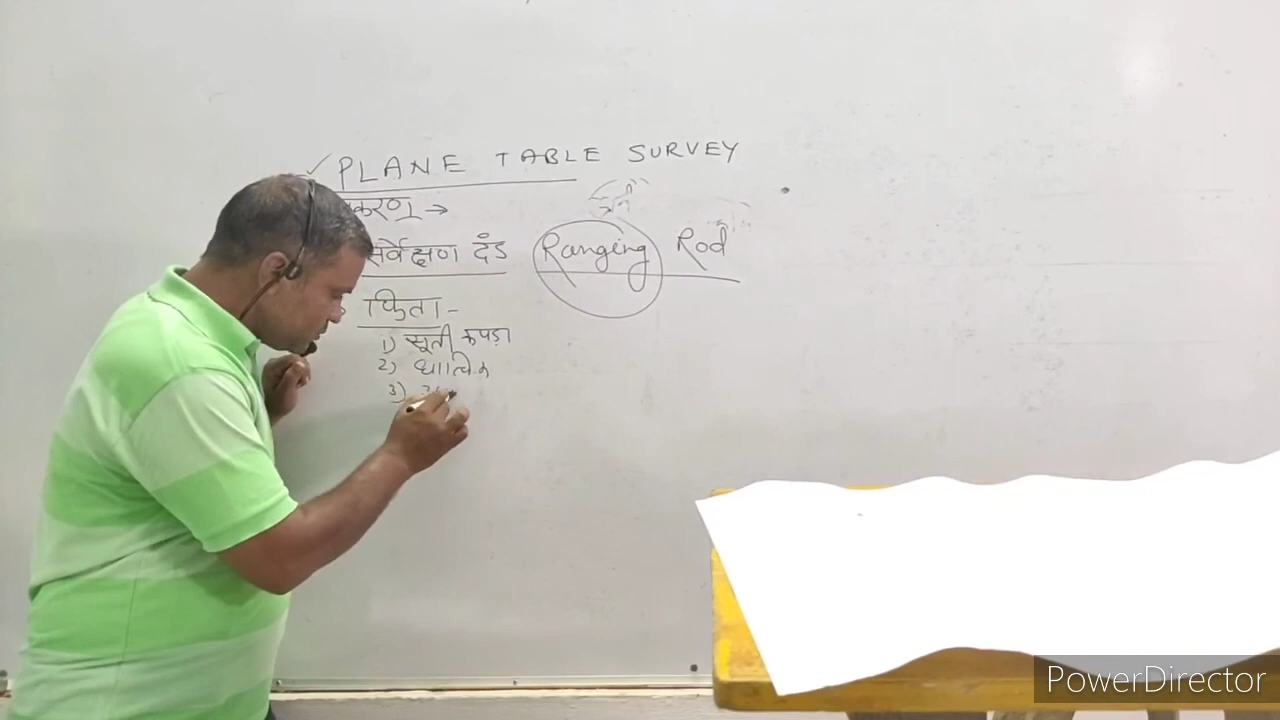 ✓ PLANE TABLE SURVEY
करण →
सर्वेक्षण दंड Ranging Rod
फिता -
1) सूती कपड़ा
2) धात्विक
3)
PowerDirector